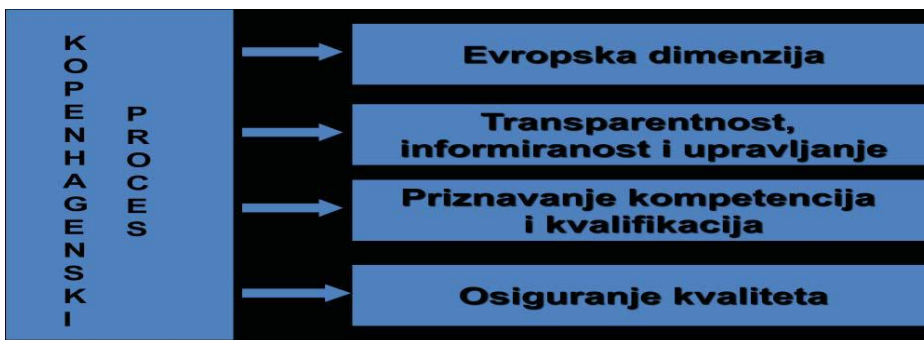 KOPENHAGENSKI
PROCES
Evropska dimenzija
Transparentnost,
informiranost i upravljanje
Priznavanje kompetencija
i kvalifikacija
Osiguranje kvaliteta